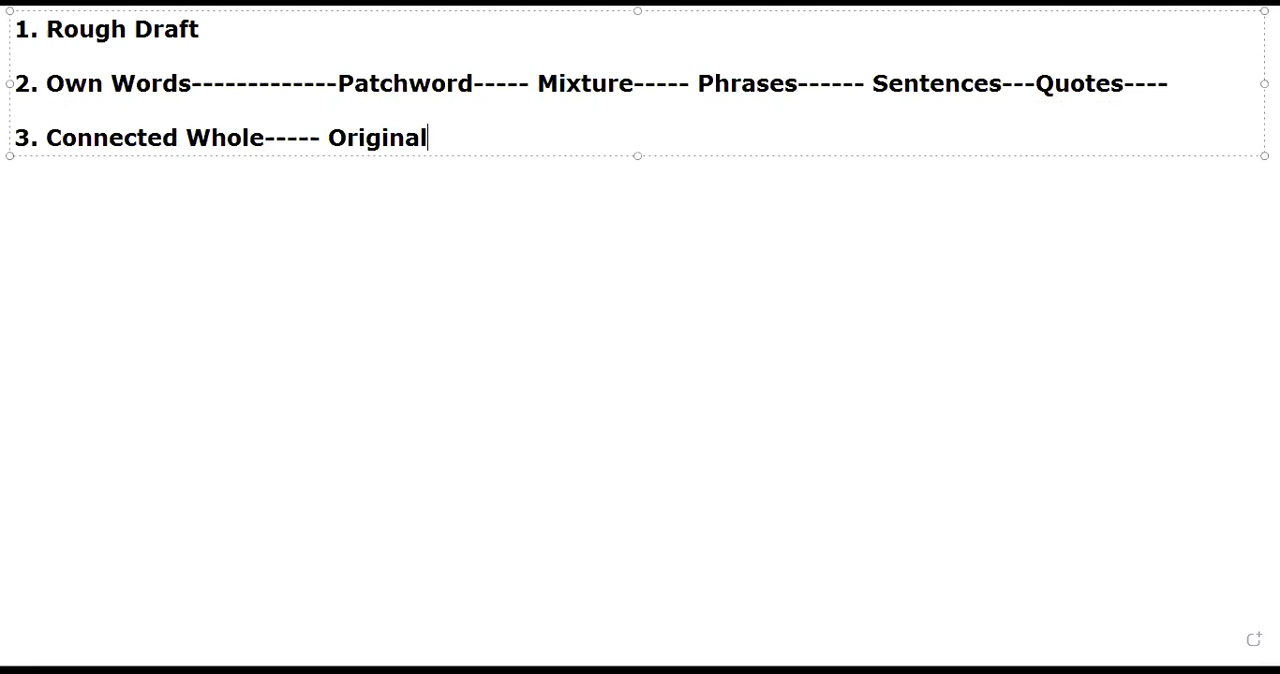 1. Rough Draft
2. Own Words-------------Patchword----- Mixture----- Phrases------ Sentences---Quotes----
3. Connected Whole----- Original